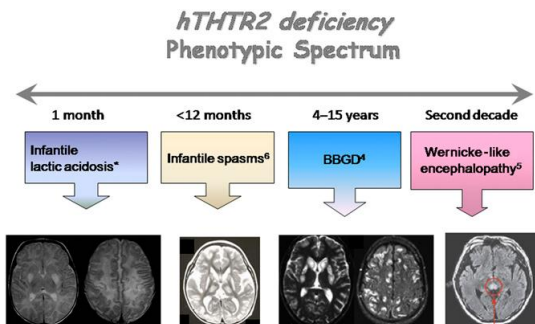 hTHTR2 deficiency
Phenotypic Spectrum
1 month
<12 months
4–15 years
Second decade
Infantile
lactic acidosis*
Infantile spasms⁶
BBGD⁴
Wernicke-like
encephalopathy⁵